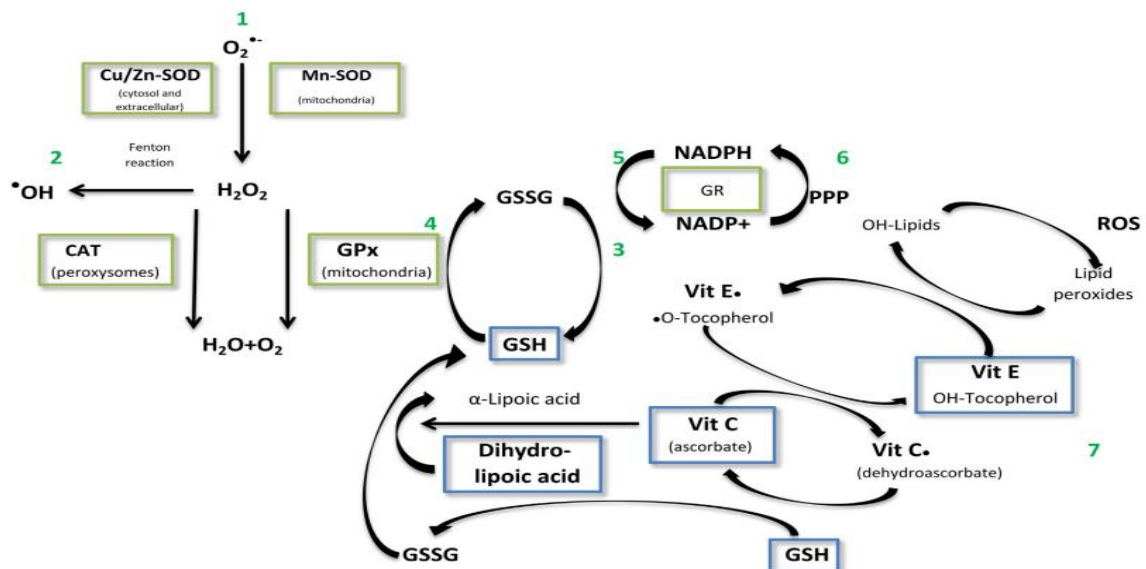 1
O₂•-
Cu/Zn-SOD
(cytosol and
extracellular)
Mn-SOD
(mitochondria)
2
Fenton
reaction
•OH
H₂O₂
CAT
(peroxysomes)
GPx
(mitochondria)
H₂O+O₂
4
GSSG
3
GSH
5
NADPH
6
GR
PPP
NADP+
OH-Lipids
ROS
Lipid
peroxides
Vit E•
•O-Tocopherol
Vit E
OH-Tocopherol
α-Lipoic acid
Vit C
(ascorbate)
Vit C•
(dehydroascorbate)
7
Dihydro-
lipoic acid
GSSG
GSH